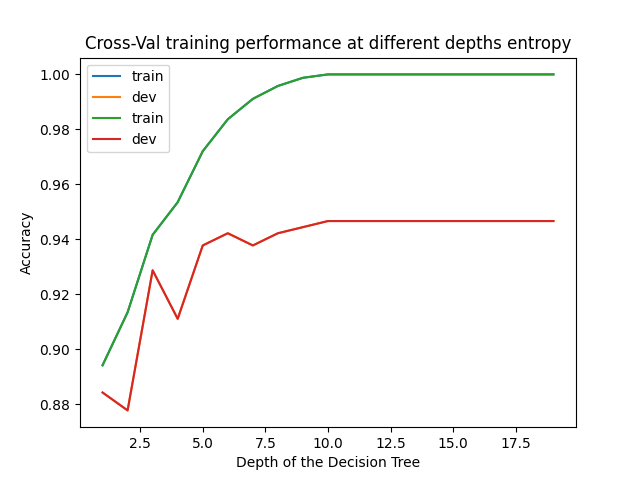 Cross-Val training performance at different depths entropy
train
dev
train
dev
1.00
0.98
0.96
0.94
0.92
0.90
0.88
Accuracy
2.5 5.0 7.5 10.0 12.5 15.0 17.5
Depth of the Decision Tree